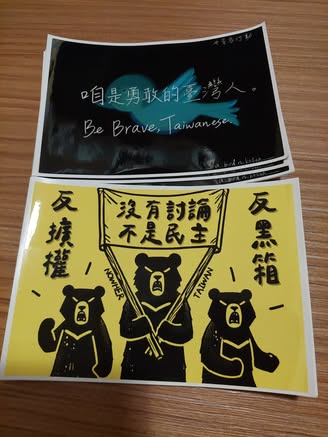 咱是勇敢的臺灣人。
Be Brave, Taiwanese.
反擴權
沒有討論
不是民主
反黑箱
NOWHER
TAIWAN